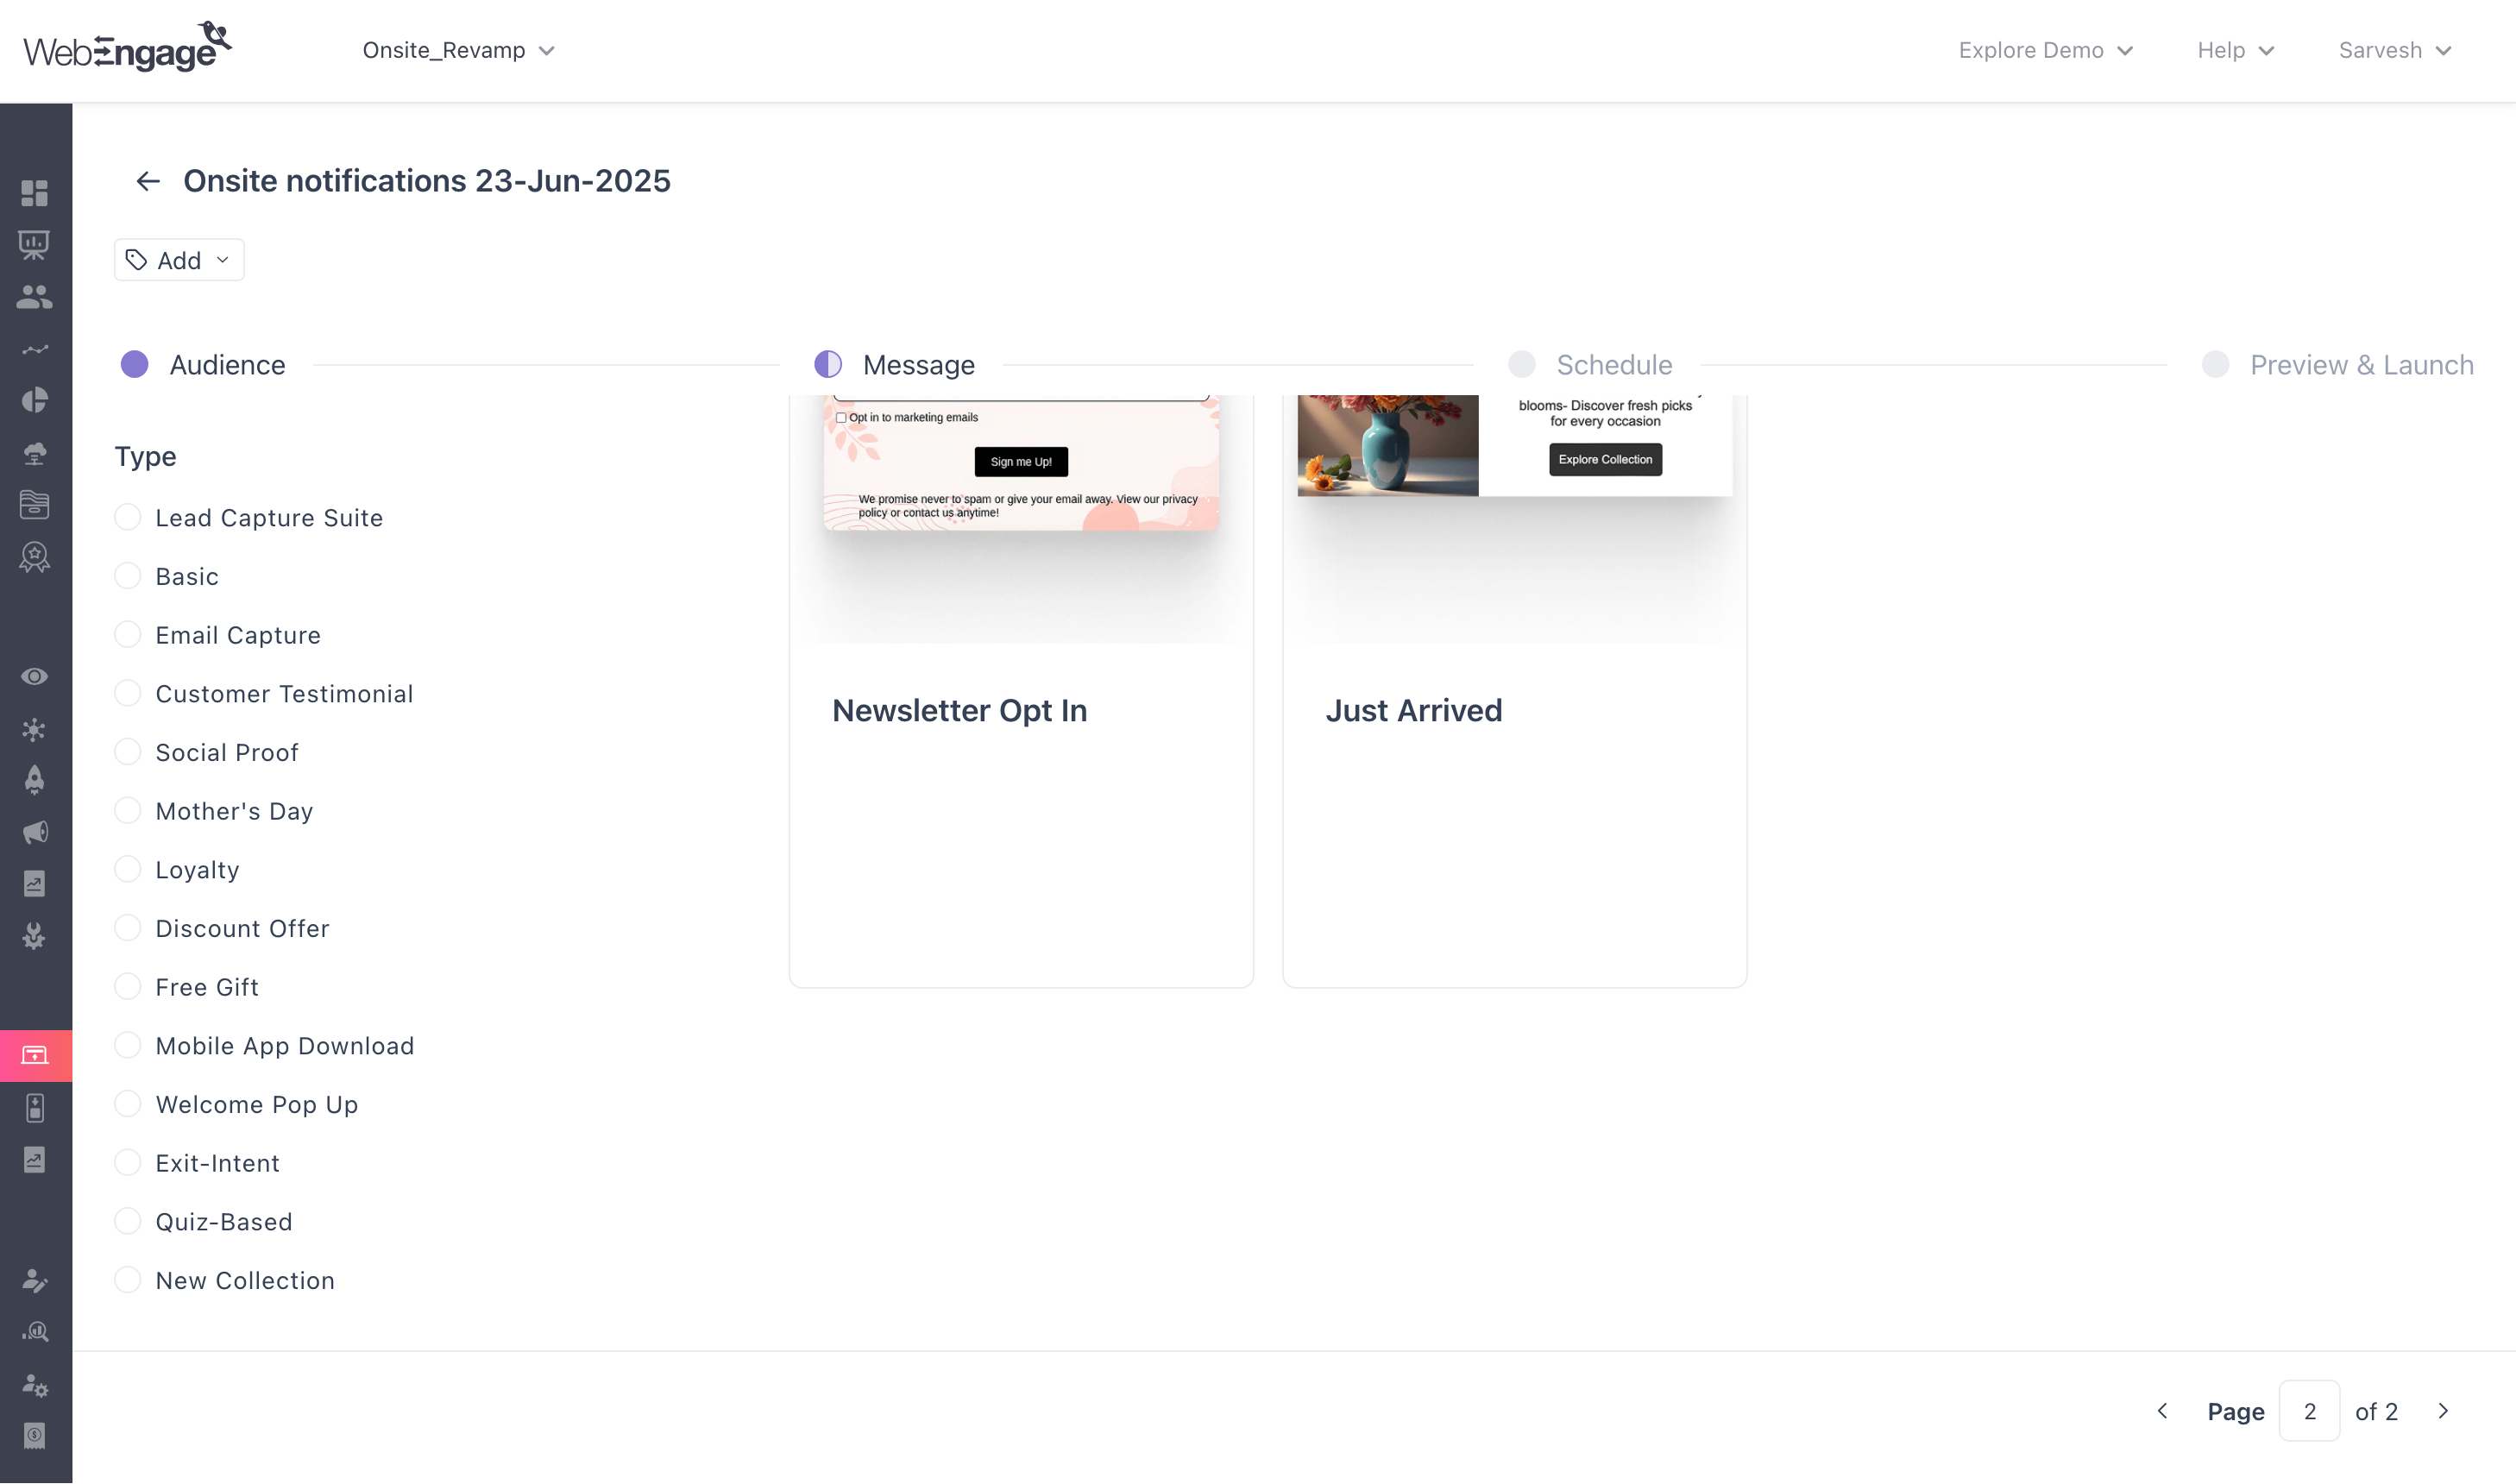 WebEngage
Onsite_Revamp
Explore Demo
Help
Sarvesh
Onsite notifications 23-Jun-2025
Add
Audience
Message
Schedule
Preview & Launch
Type
Lead Capture Suite
Basic
Email Capture
Customer Testimonial
Social Proof
Mother's Day
Loyalty
Discount Offer
Free Gift
Mobile App Download
Welcome Pop Up
Exit-Intent
Quiz-Based
New Collection
Opt in to marketing emails
Sign me Up!
We promise never to spam or give your email away. View our privacy
policy or contact us anytime!
Newsletter Opt In
blooms- Discover fresh picks
for every occasion
Explore Collection
Just Arrived
Page 2 of 2